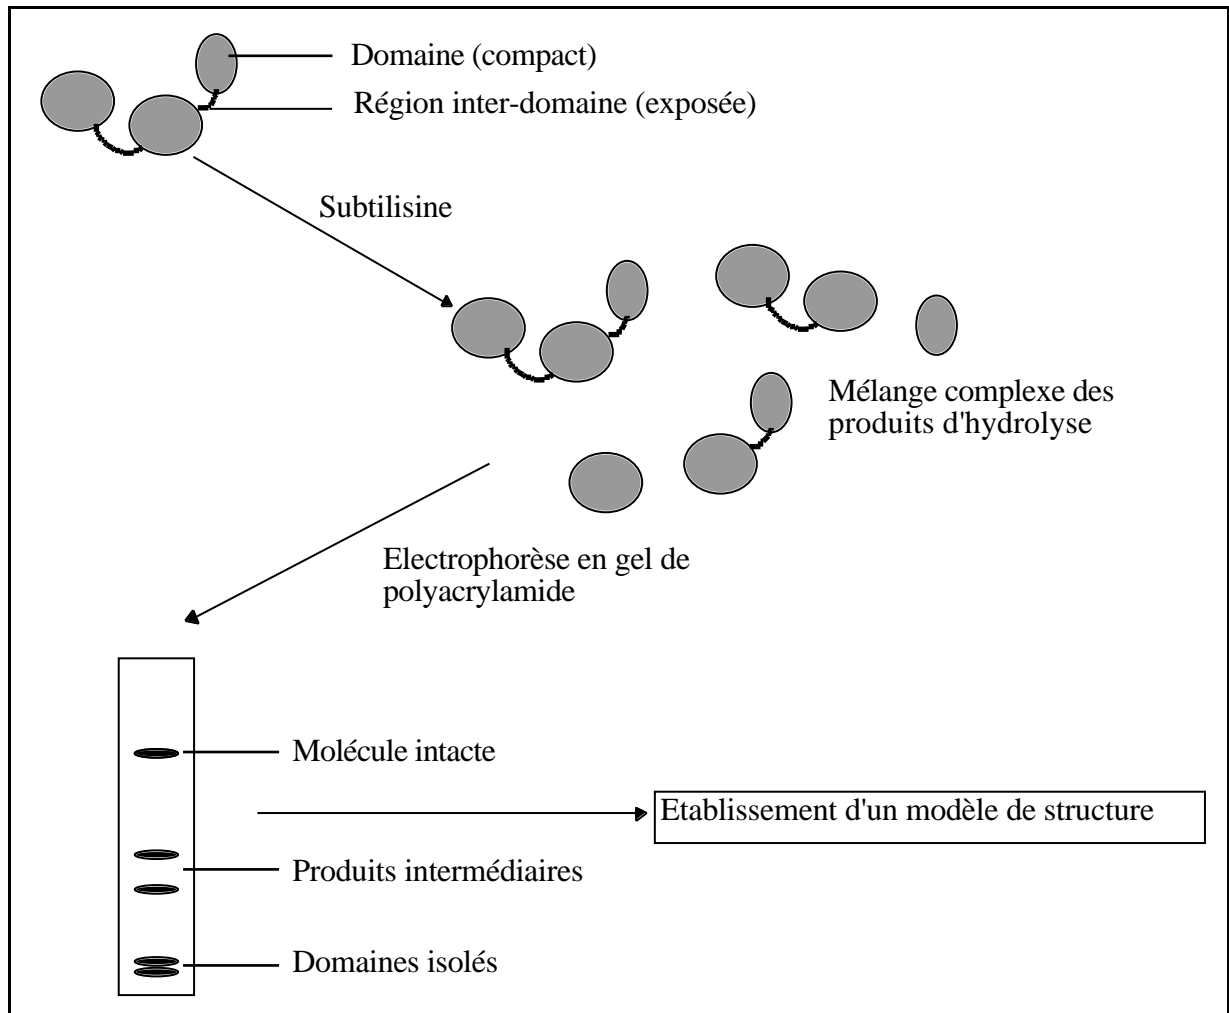 Domaine (compact)
Région inter-domaine (exposée)
Subtilisine
Mélange complexe des
produits d'hydrolyse
Electrophorèse en gel de
polyacrylamide
Molécule intacte
Etablissement d'un modèle de structure
Produits intermédiaires
Domaines isolés